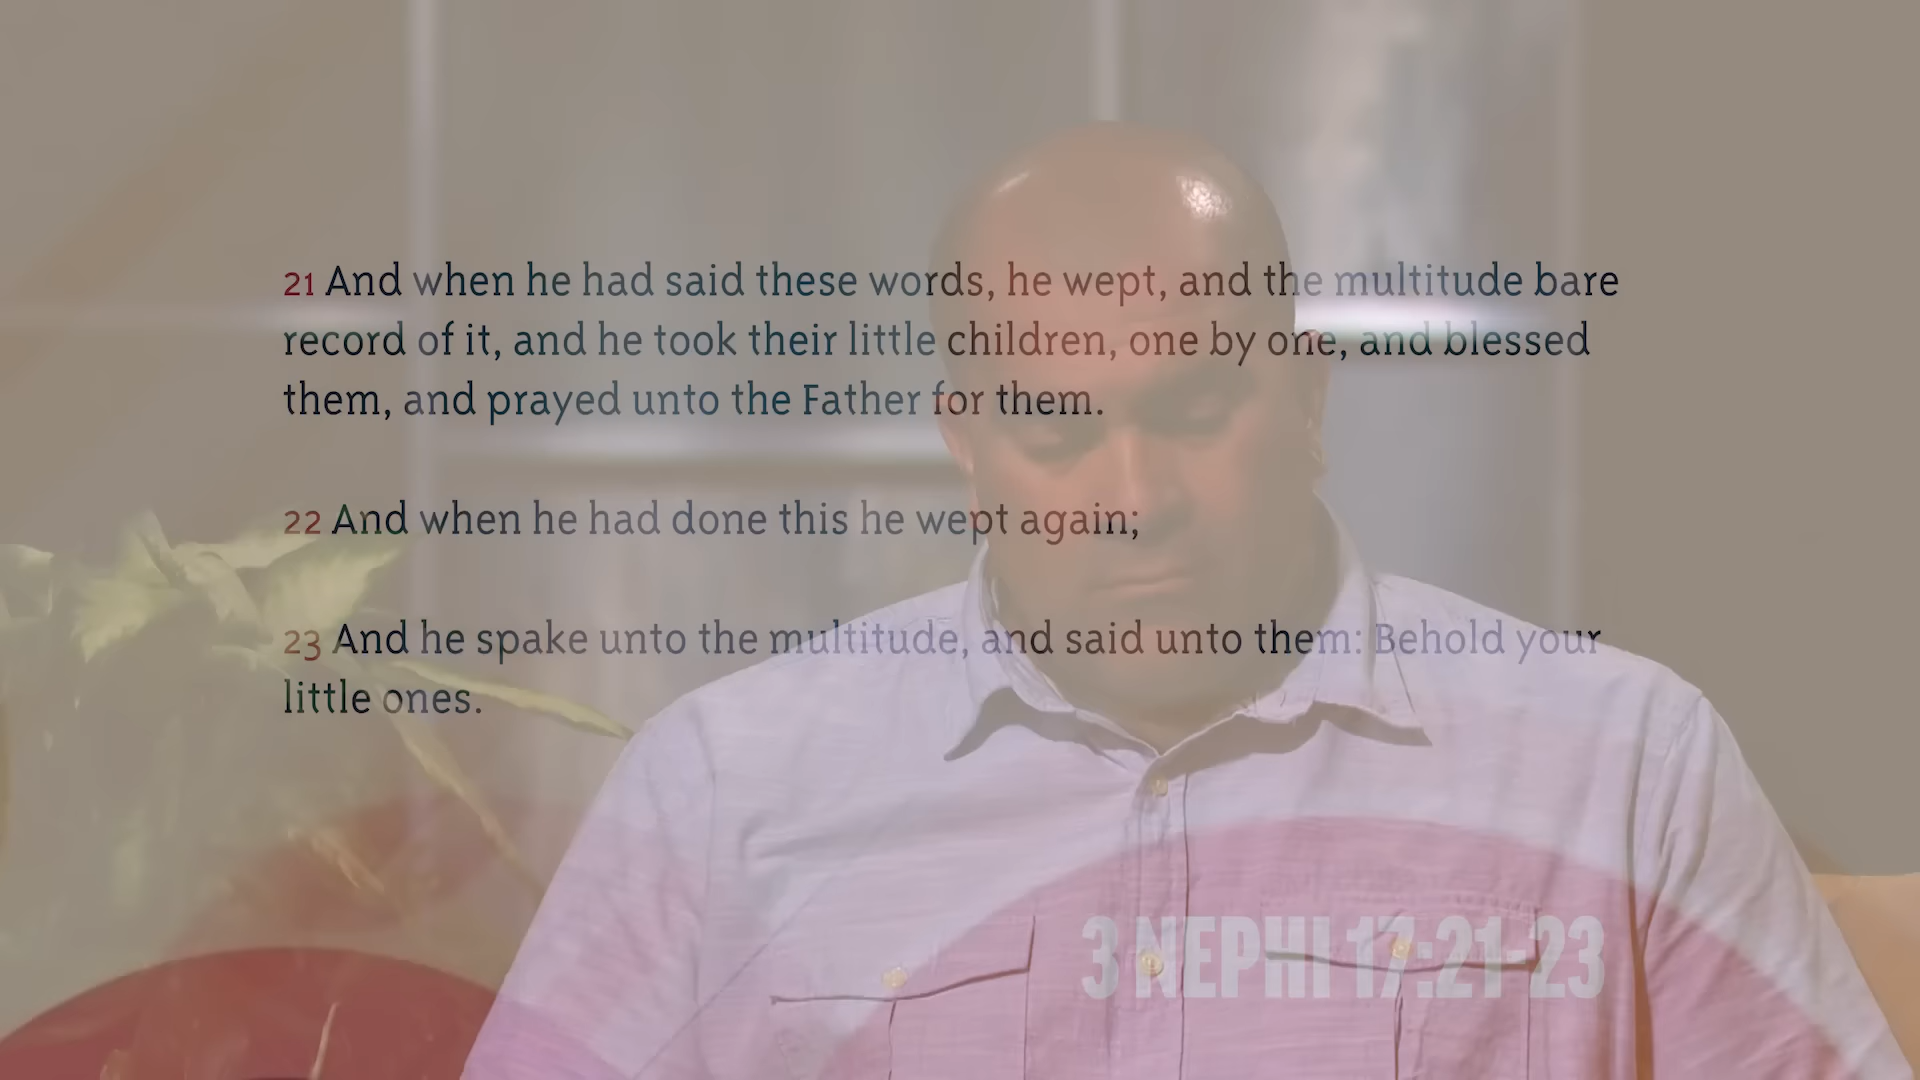 21 And when he had said these words, he wept, and the multitude bare
record of it, and he took their little children, one by one, and blessed
them, and prayed unto the Father for them.
22 And when he had done this he wept again;
23 And he spake unto the multitude, and said unto them: Behold your
little ones.
3 NEPHI 17:21-23